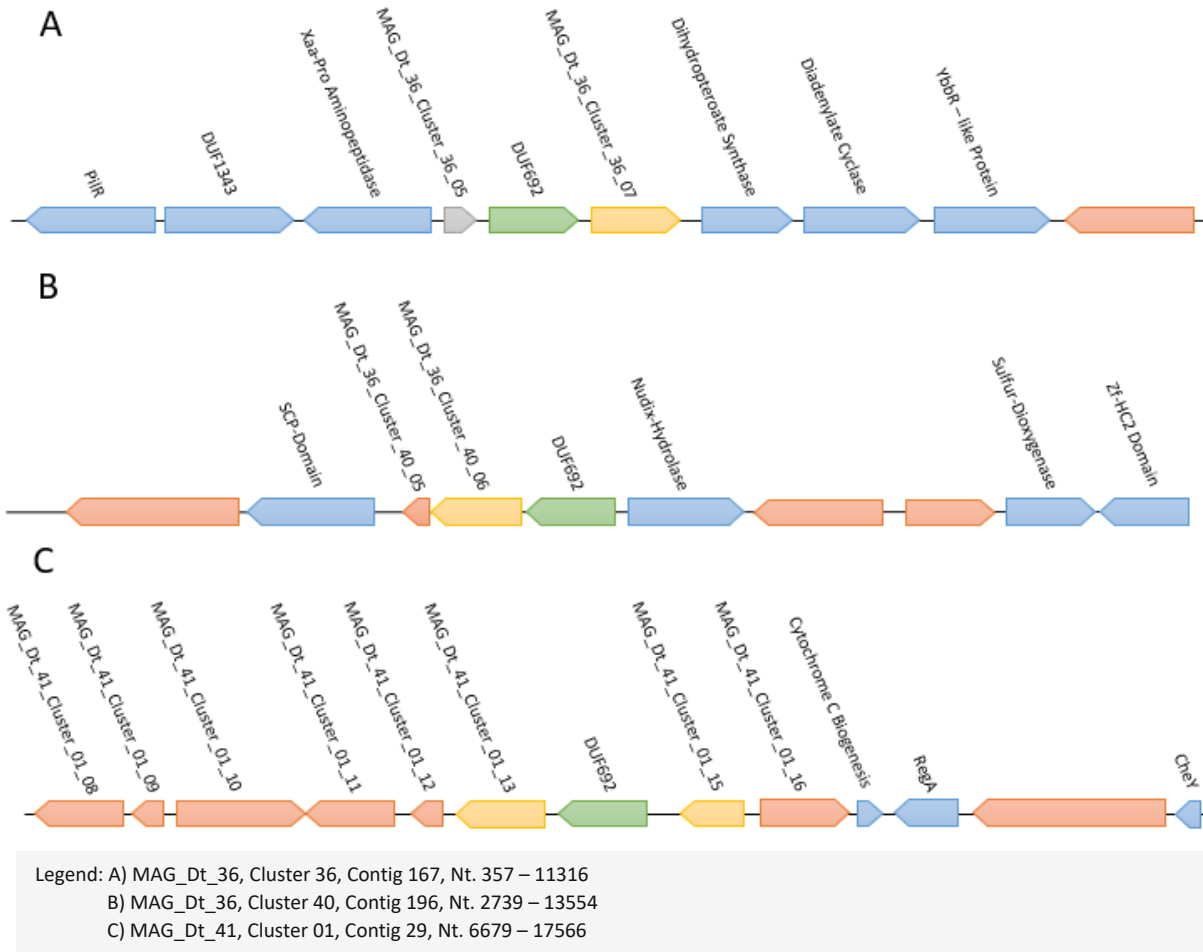 A
PilR
DUF1343
Xaa-Pro Aminopeptidase
MAG_Dt_36_Cluster_36_05
DUF692
MAG_Dt_36_Cluster_36_07
Dihydropteroate Synthase
Diadenylate Cyclase
YbbR – like Protein
B
SCP-Domain
MAG_Dt_36_Cluster_40_05
MAG_Dt_36_Cluster_40_06
DUF692
Nudix-Hydrolase
Sulfur-Dioxygenase
Zf-HC2 Domain
C
MAG_Dt_41_Cluster_01_08
MAG_Dt_41_Cluster_01_09
MAG_Dt_41_Cluster_01_10
MAG_Dt_41_Cluster_01_11
MAG_Dt_41_Cluster_01_12
MAG_Dt_41_Cluster_01_13
DUF692
MAG_Dt_41_Cluster_01_15
MAG_Dt_41_Cluster_01_16
Cytochrome C Biogenesis
RegA
CheY
Legend: A) MAG_Dt_36, Cluster 36, Contig 167, Nt. 357 – 11316
B) MAG_Dt_36, Cluster 40, Contig 196, Nt. 2739 – 13554
C) MAG_Dt_41, Cluster 01, Contig 29, Nt. 6679 – 17566